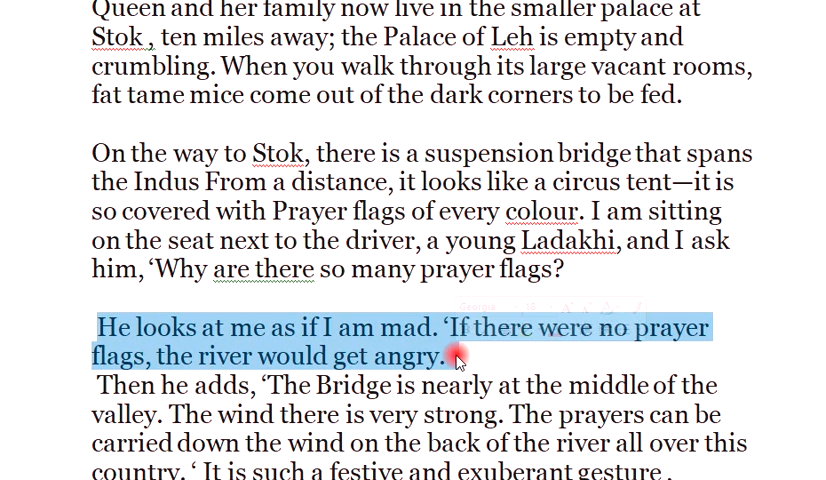 Queen and her family now live in the smaller palace at
Stok , ten miles away; the Palace of Leh is empty and
crumbling. When you walk through its large vacant rooms,
fat tame mice come out of the dark corners to be fed.
On the way to Stok, there is a suspension bridge that spans
the Indus From a distance, it looks like a circus tent—it is
so covered with Prayer flags of every colour. I am sitting
on the seat next to the driver, a young Ladakhi, and I ask
him, ‘Why are there so many prayer flags?
He looks at me as if I am mad. ‘If there were no prayer
flags, the river would get angry.
Then he adds, ‘The Bridge is nearly at the middle of the
valley. The wind there is very strong. The prayers can be
carried down the wind on the back of the river all over this
country. ‘ It is such a festive and exuberant gesture .